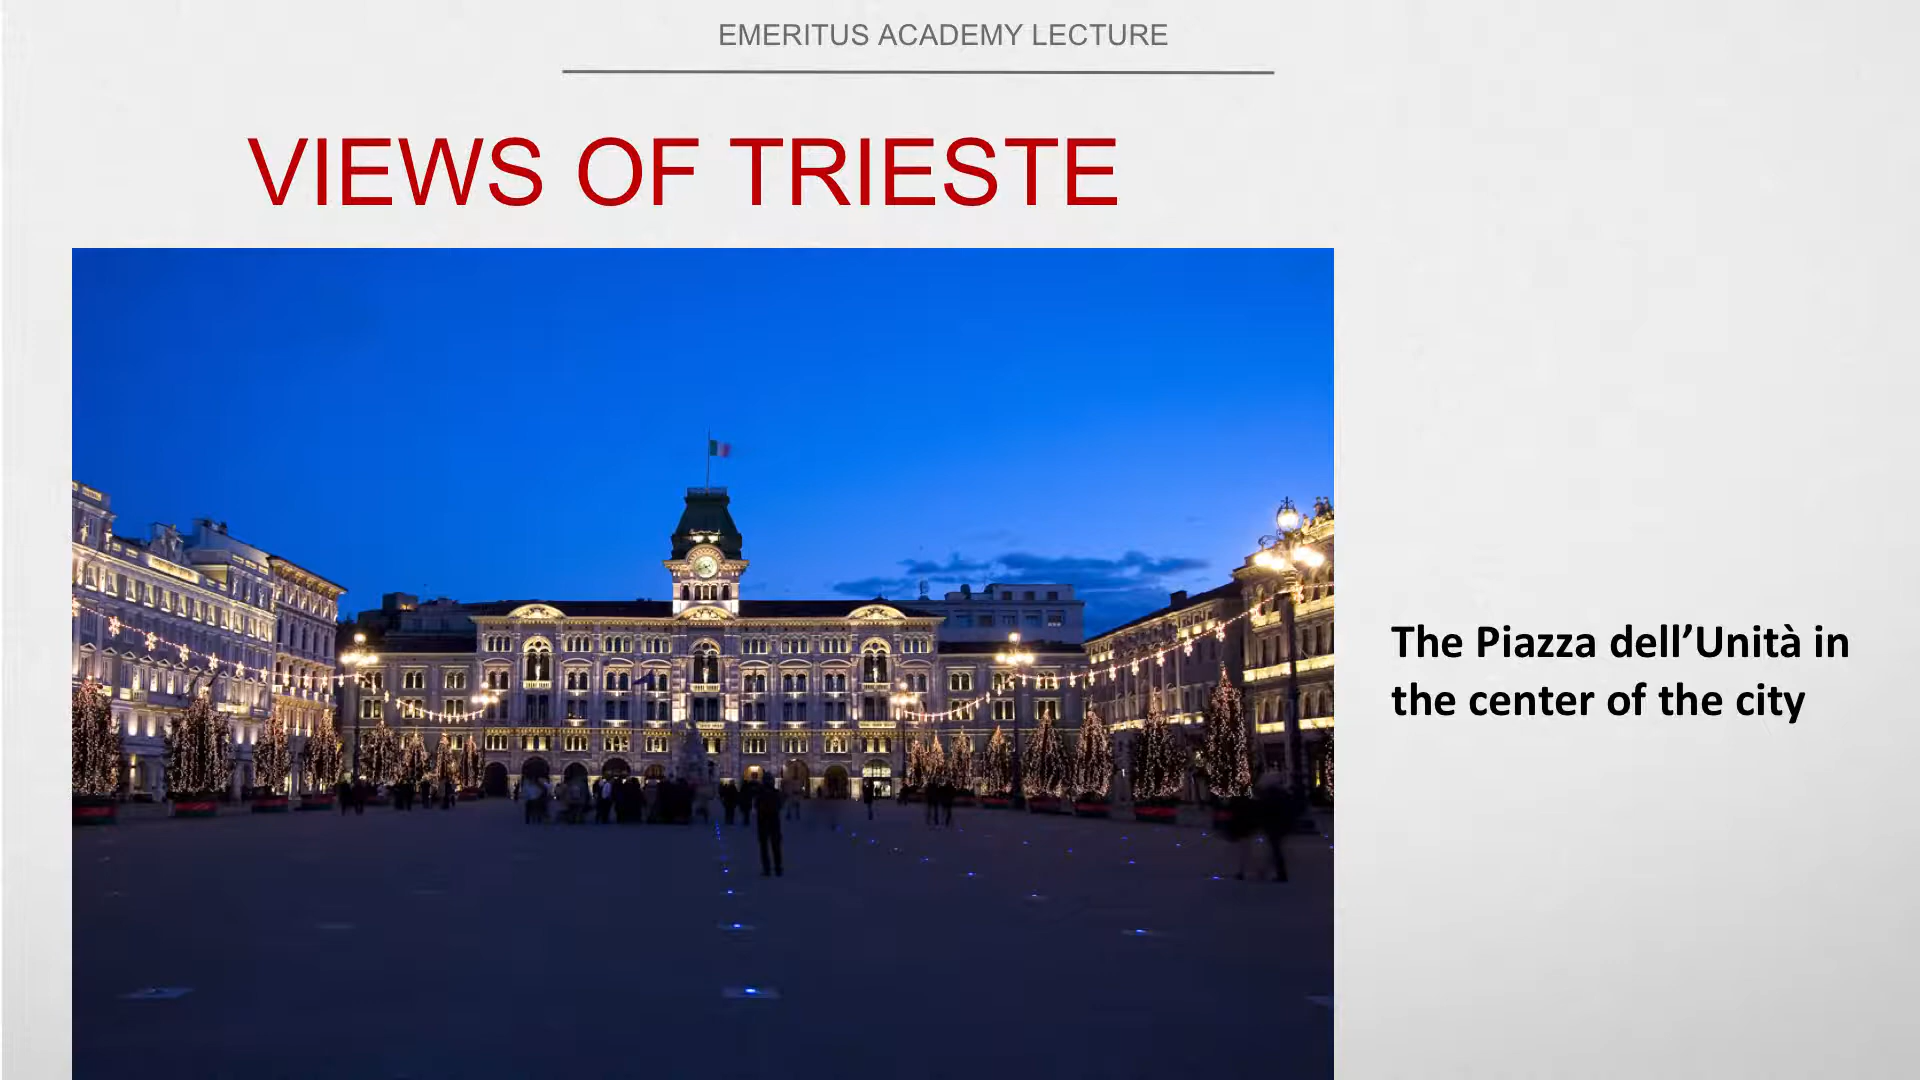 EMERITUS ACADEMY LECTURE
VIEWS OF TRIESTE
The Piazza dell’Unità in
the center of the city